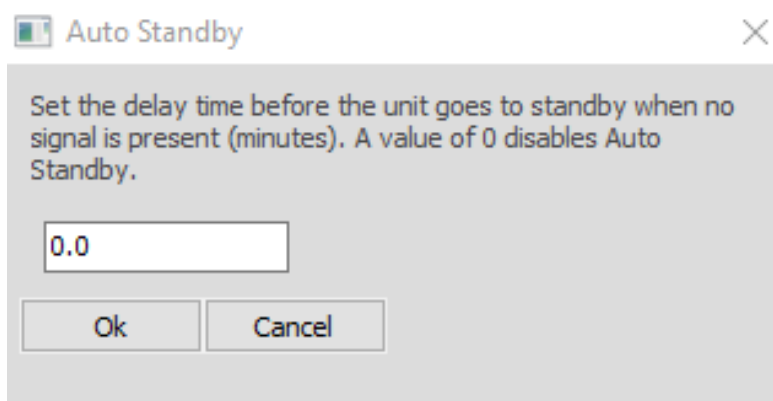 Auto Standby
Set the delay time before the unit goes to standby when no
signal is present (minutes). A value of 0 disables Auto
Standby.
0.0
Ok Cancel